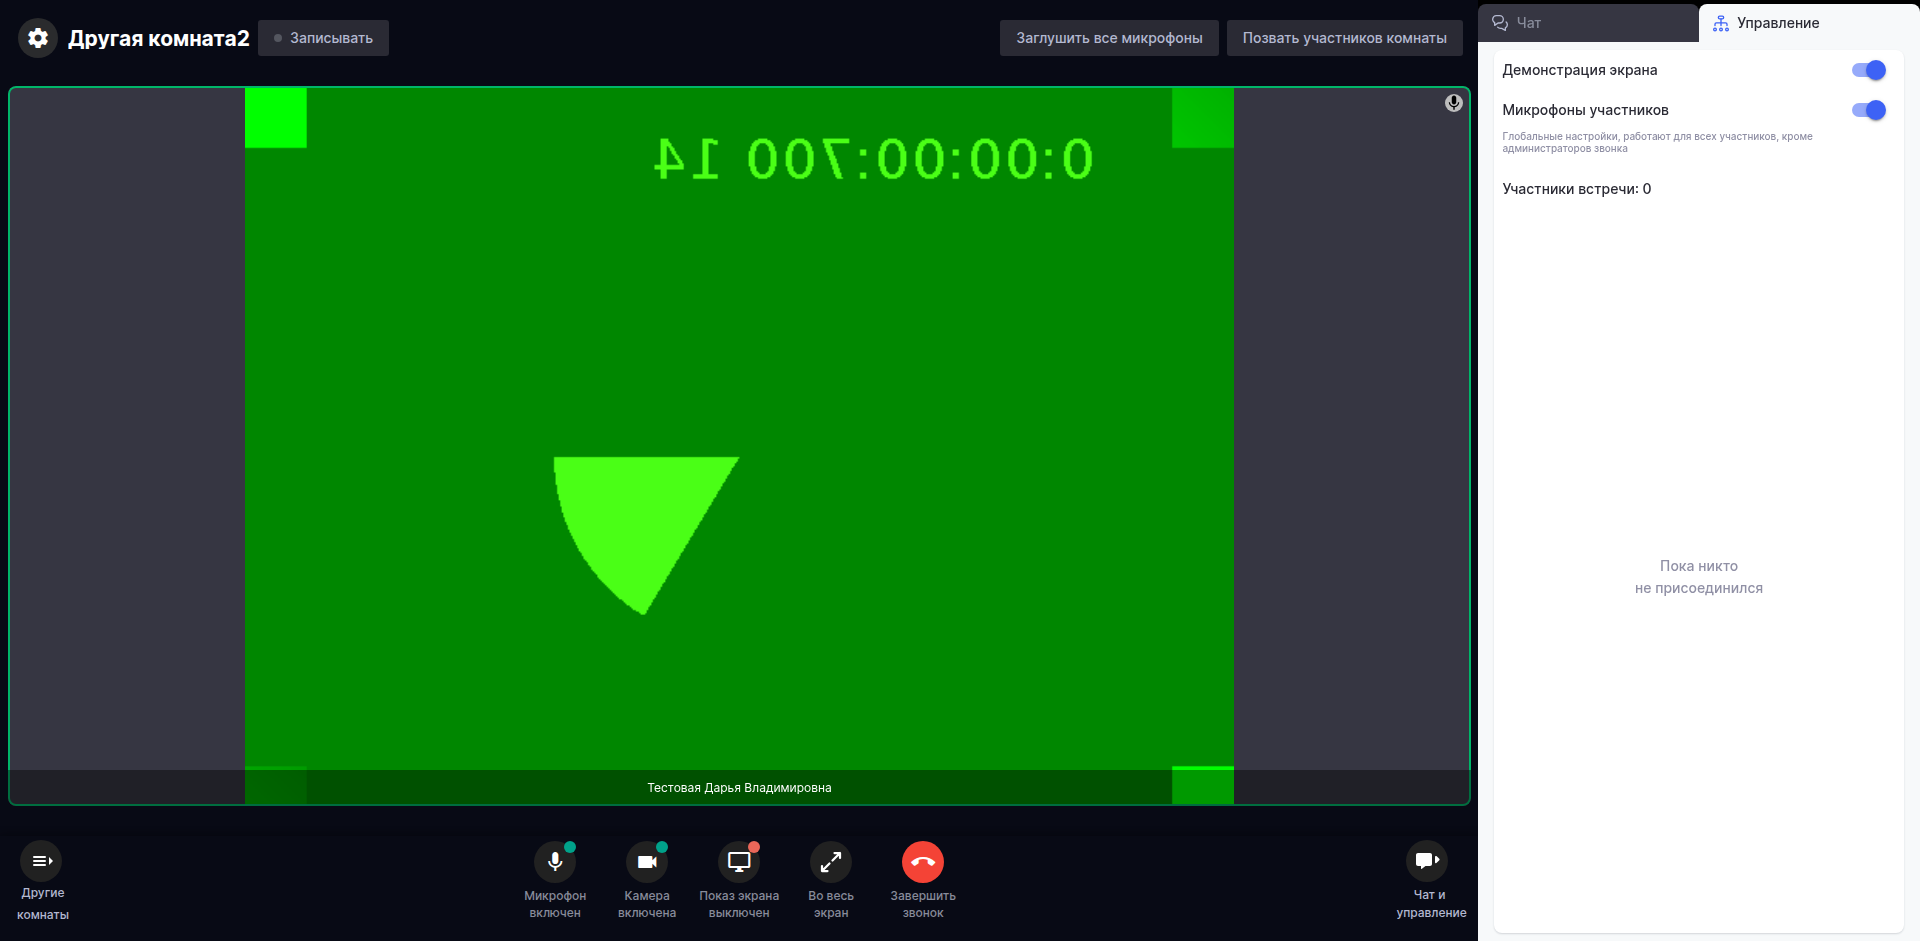 Другая комната2
Записывать
Заглушить все микрофоны
Позвать участников комнаты
Чат
Управление
0:00:00:700 14
Демонстрация экрана
Микрофоны участников
Глобальные настройки, работают для всех участников, кроме
администраторов звонка
Участники встречи: 0
Пока никто
не присоединился
Тестовая Дарья Владимировна
Другие
комнаты
Микрофон
включен
Камера
включена
Показ экрана
выключен
Во весь
экран
Завершить
звонок
Чат и
управление